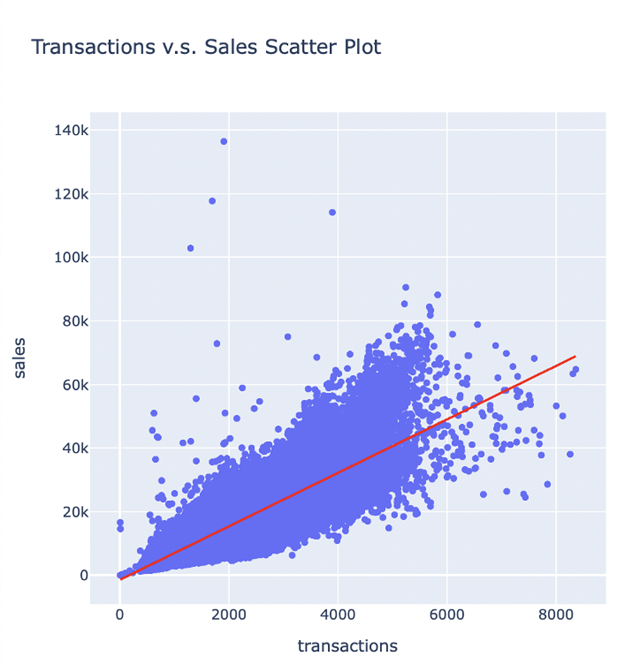 Transactions v.s. Sales Scatter Plot
140k
120k
100k
80k
60k
40k
20k
0
sales
0 2000 4000 6000 8000
transactions